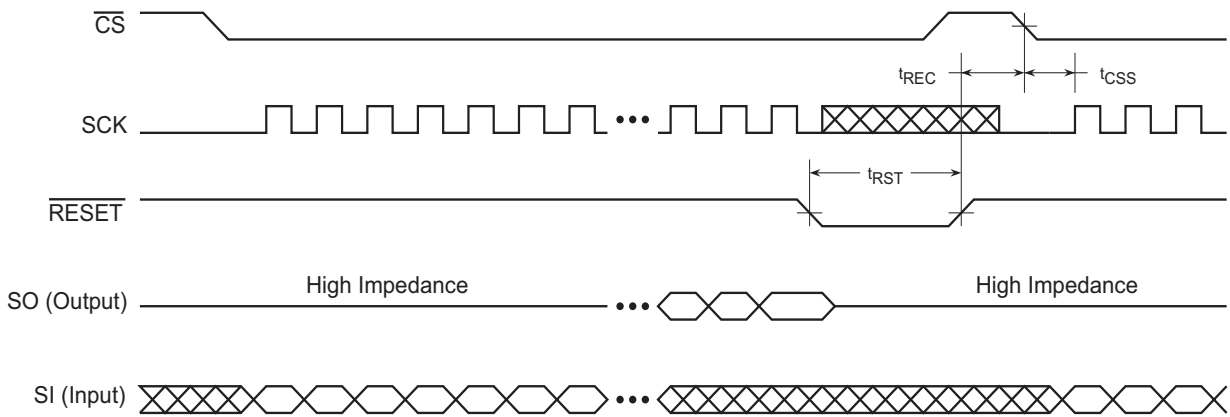 CS
tREC
tCSS
SCK
tRST
RESET
High Impedance
High Impedance
SO (Output)
•••
SI (Input)
•••